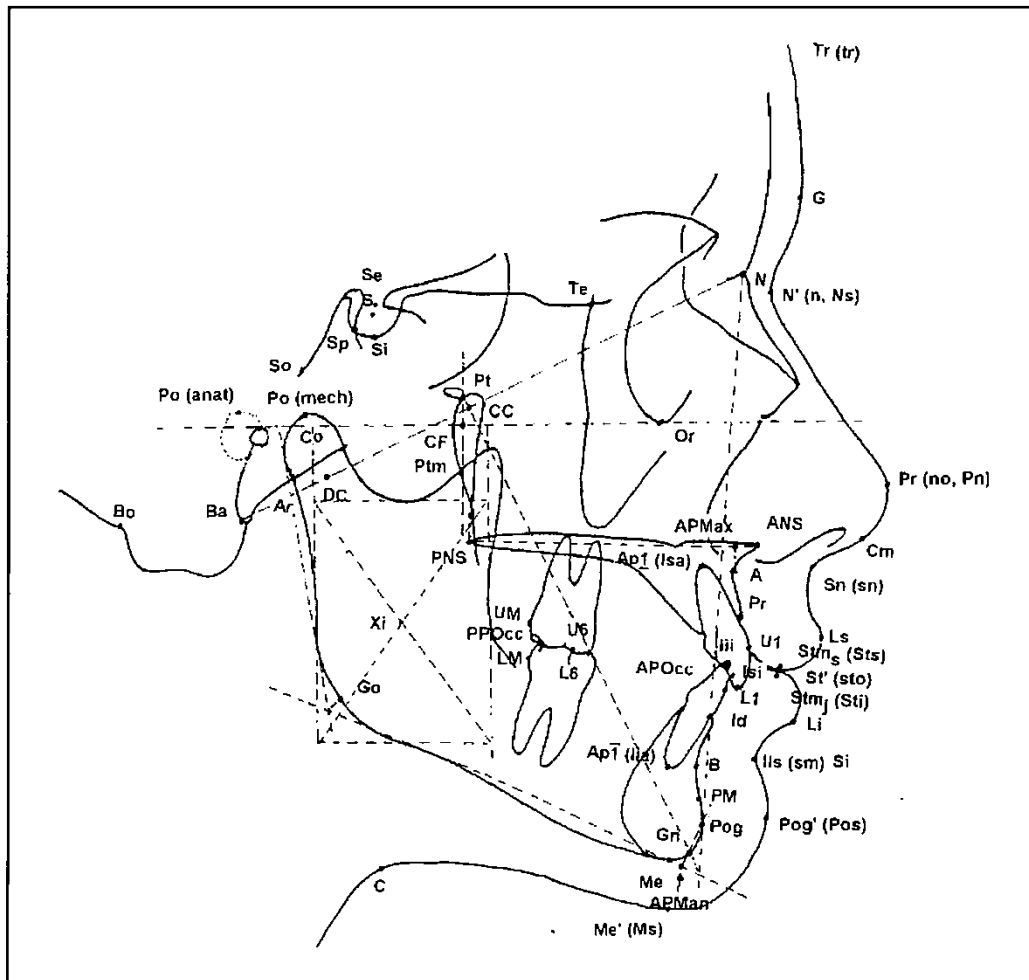 Tr (tr)
G
N
N' (n, Ns)
Se
S
Te
Sp
Si
So
Pt
Po (anat)
Po (mech)
CC
Co
CF
Or
Ptm
Pr (no, Pn)
Ar
DC
Bo
Ba
APMax
ANS
Cm
PNS
Ap1 (Isa)
A
Sn (sn)
Pr
UM
U6
Xi
PPOcc
Iii
U1
Ls
Stms (Sts)
LM
L6
APOcc
Isi
St' (sto)
L1
Stmj (Sti)
Go
Id
Li
Ap1 (Iia)
B
IIs (sm) Si
PM
Pog
Pog' (Pos)
Gn
C
Me
APMan
Me' (Ms)